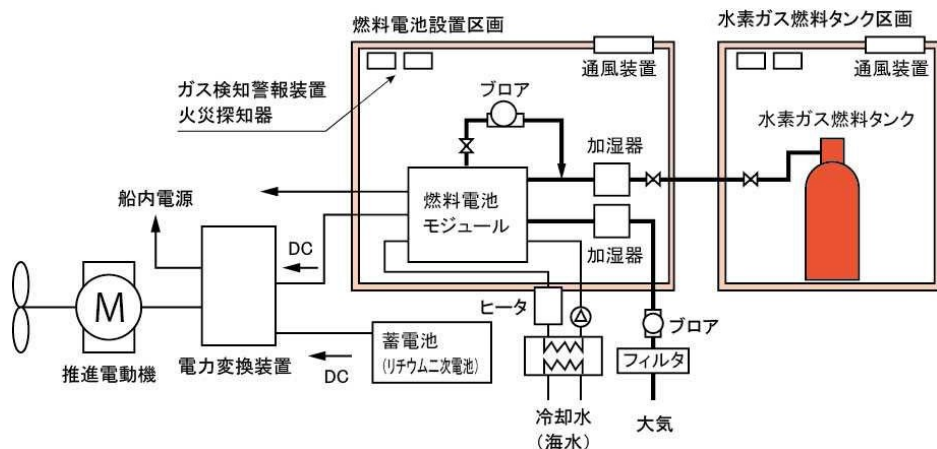 燃料電池設置区画
水素ガス燃料タンク区画
通風装置
通風装置
ガス検知警報装置
火災探知器
ブロア
水素ガス燃料タンク
加湿器
燃料電池
モジュール
船内電源
加湿器
DC
M
ヒータ
ブロア
蓄電池
(リチウム二次電池)
フィルタ
推進電動機
電力変換装置
DC
冷却水
(海水)
大気